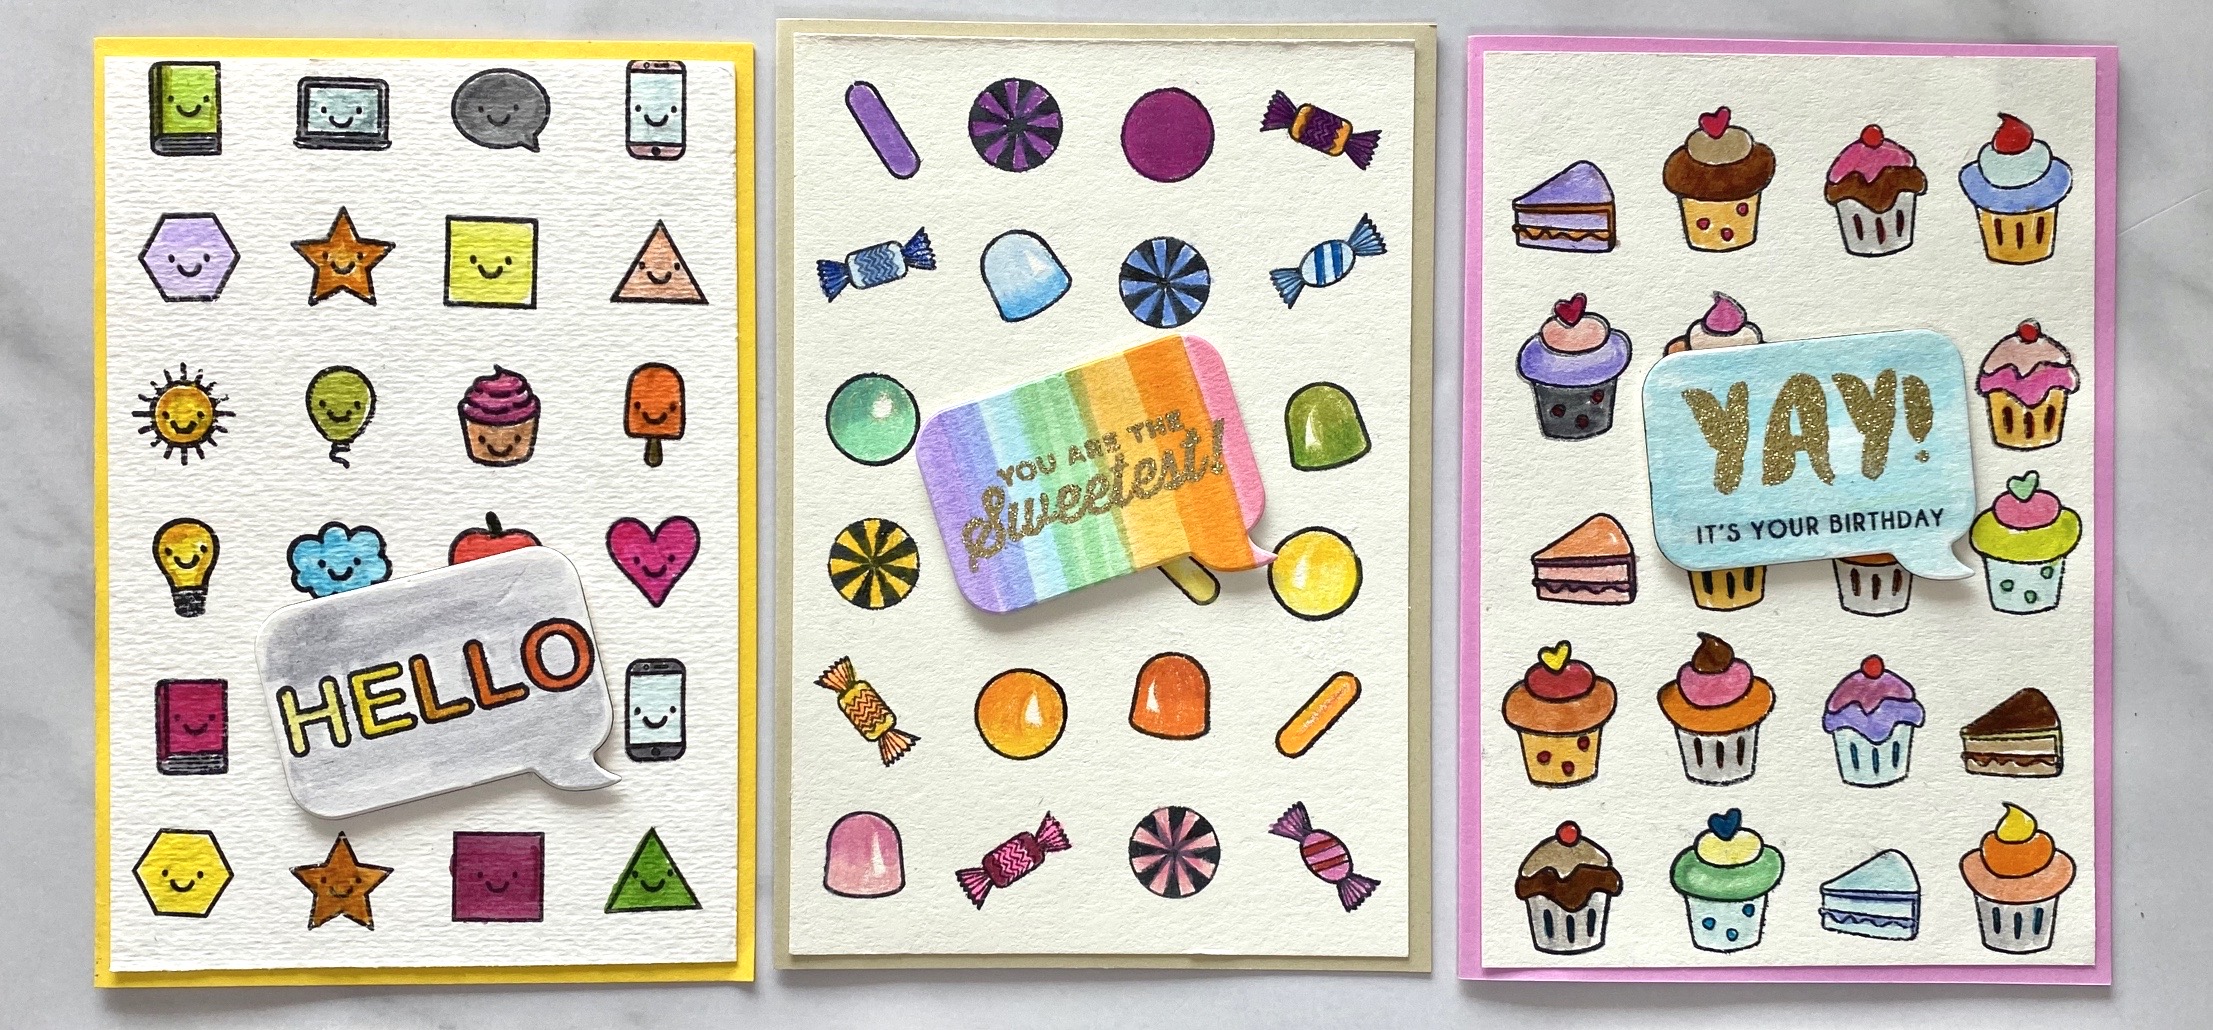 HELLO
YOU ARE THE
Sweetest!
YAY!
IT'S YOUR BIRTHDAY